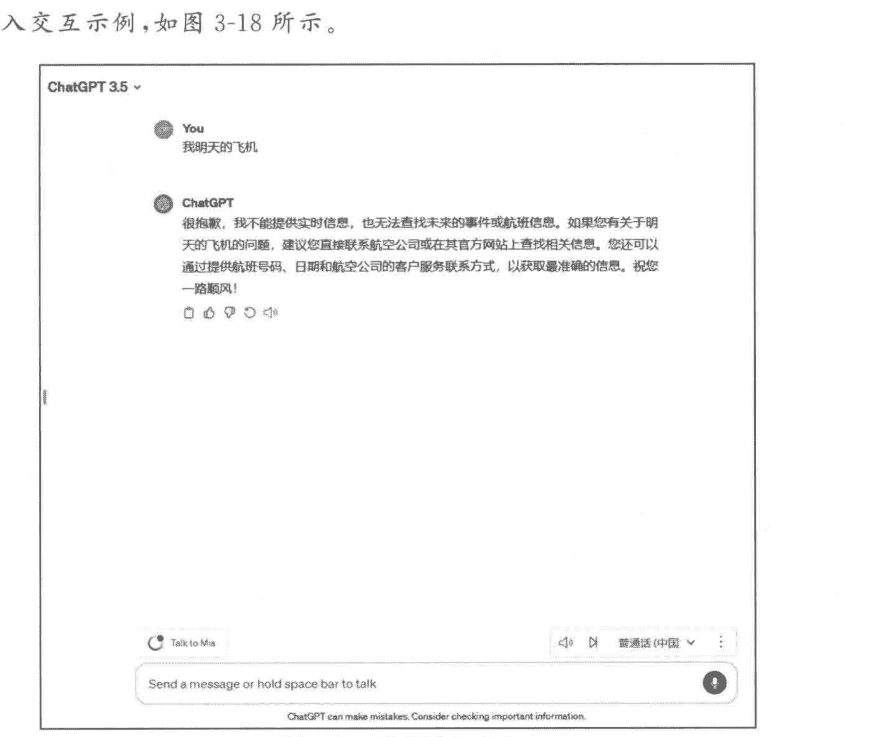 入交互示例，如图 3-18 所示。
ChatGPT 3.5
You
我明天的飞机
ChatGPT
很抱歉，我不能提供实时信息，也无法查找未来的事件或航班信息。如果您有关于明
天的飞机的问题，建议您直接联系航空公司或在其官方网站上查找相关信息。您还可以
通过提供航班号码、日期和航空公司的客户服务联系方式，以获取最准确的信息。祝您
一路顺风！
Talk to Mia
普通话 (中国
Send a message or hold space bar to talk
ChatGPT can make mistakes. Consider checking important information.